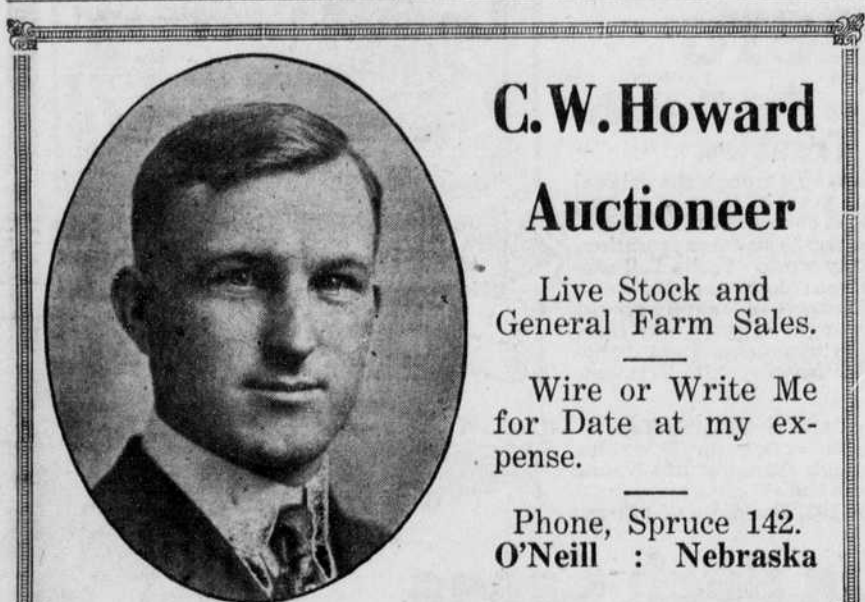 C. W. Howard
Auctioneer
Live Stock and
General Farm Sales.
Wire or Write Me
for Date at my ex-
pense.
Phone, Spruce 142.
O'Neill : Nebraska